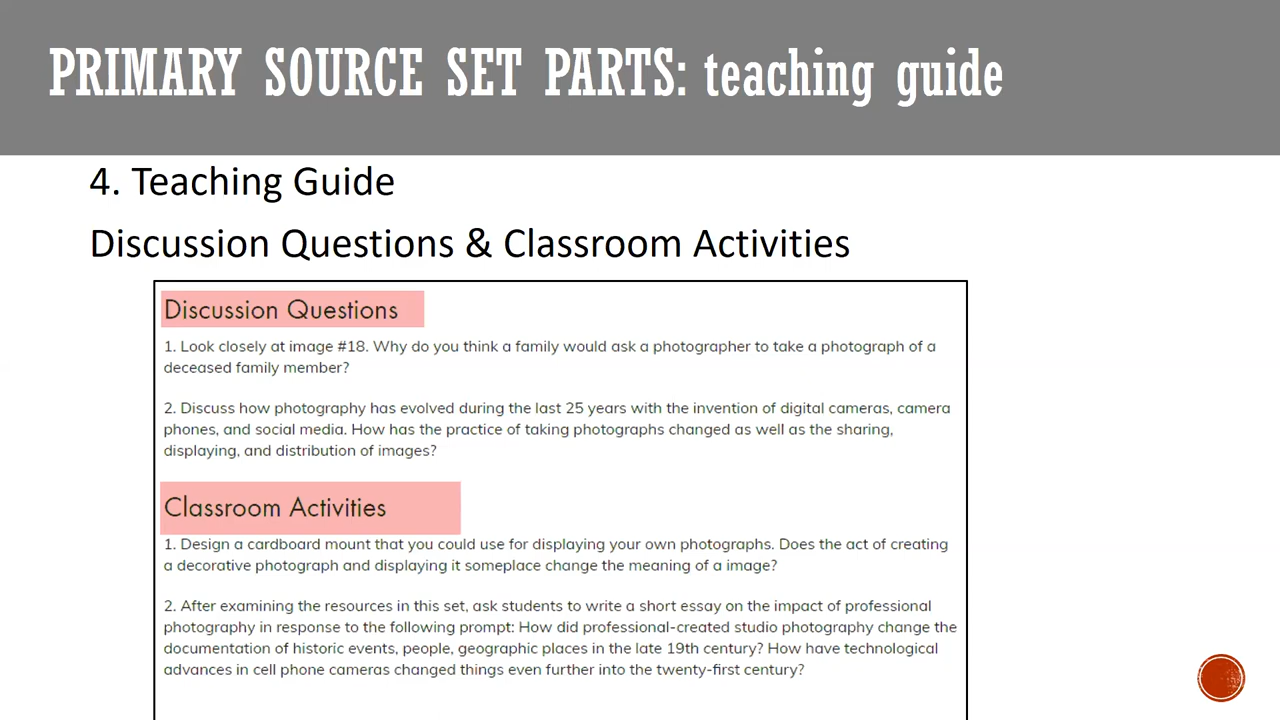 PRIMARY SOURCE SET PARTS: teaching guide
4. Teaching Guide
Discussion Questions & Classroom Activities
Discussion Questions
1. Look closely at image #18. Why do you think a family would ask a photographer to take a photograph of a
deceased family member?
2. Discuss how photography has evolved during the last 25 years with the invention of digital cameras, camera
phones, and social media. How has the practice of taking photographs changed as well as the sharing,
displaying, and distribution of images?
Classroom Activities
1. Design a cardboard mount that you could use for displaying your own photographs. Does the act of creating
a decorative photograph and displaying it someplace change the meaning of a image?
2. After examining the resources in this set, ask students to write a short essay on the impact of professional
photography in response to the following prompt: How did professional-created studio photography change the
documentation of historic events, people, geographic places in the late 19th century? How have technological
advances in cell phone cameras changed things even further into the twenty-first century?